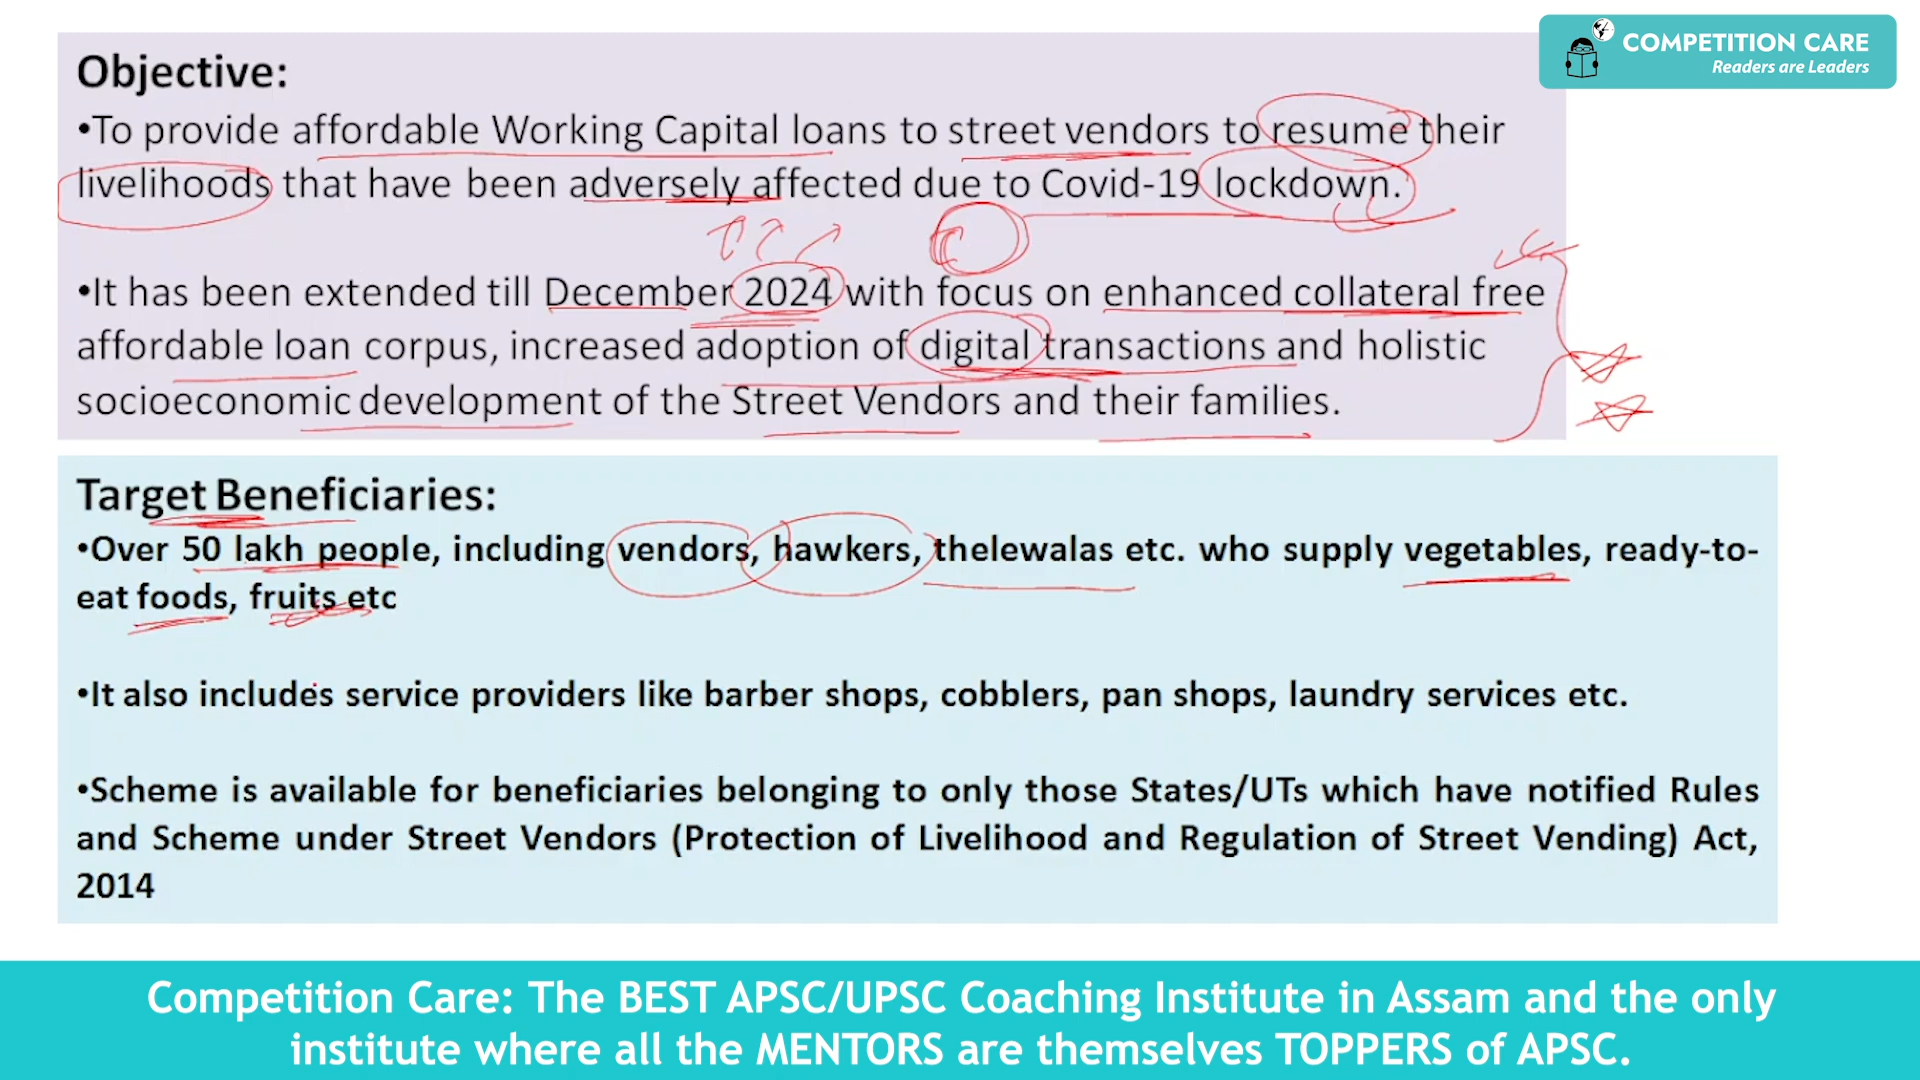 COMPETITION CARE
Readers are Leaders
Objective:
•To provide affordable Working Capital loans to street vendors to resume their
livelihoods that have been adversely affected due to Covid-19 lockdown.
•It has been extended till December 2024 with focus on enhanced collateral free
affordable loan corpus, increased adoption of digital transactions and holistic
socioeconomic development of the Street Vendors and their families.
Target Beneficiaries:
•Over 50 lakh people, including vendors, hawkers, thelewalas etc. who supply vegetables, ready-to-
eat foods, fruits etc
•It also includes service providers like barber shops, cobblers, pan shops, laundry services etc.
•Scheme is available for beneficiaries belonging to only those States/UTs which have notified Rules
and Scheme under Street Vendors (Protection of Livelihood and Regulation of Street Vending) Act,
2014
Competition Care: The BEST APSC/UPSC Coaching Institute in Assam and the only
institute where all the MENTORS are themselves TOPPERS of APSC.